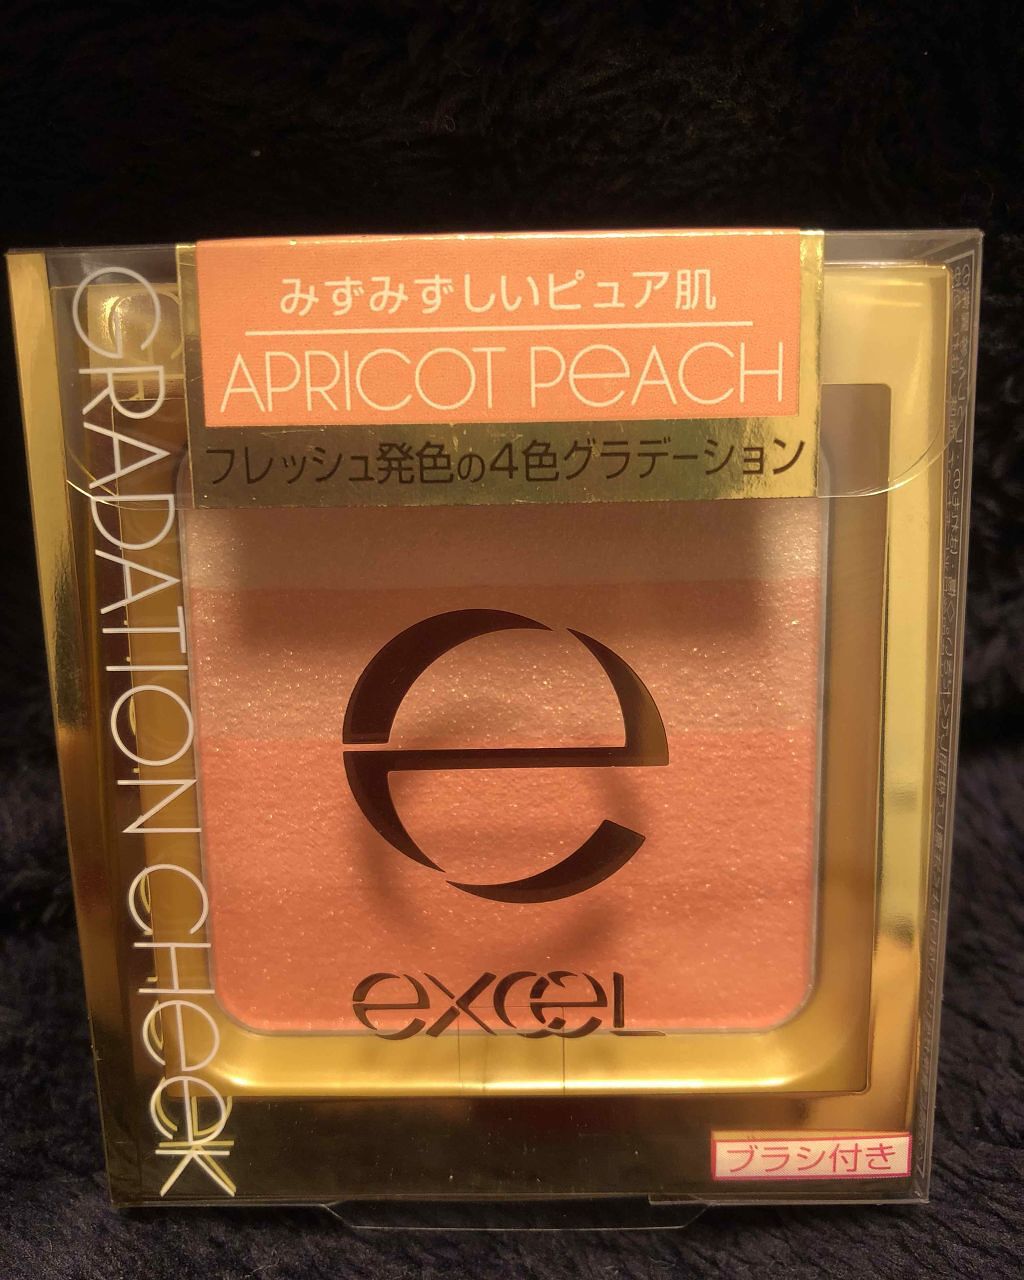 みずみずしいピュア肌
APRICOT PeACH
フレッシュ発色の4色グラデーション
GRADATION CHeeK
e
exceL
ブラシ付き